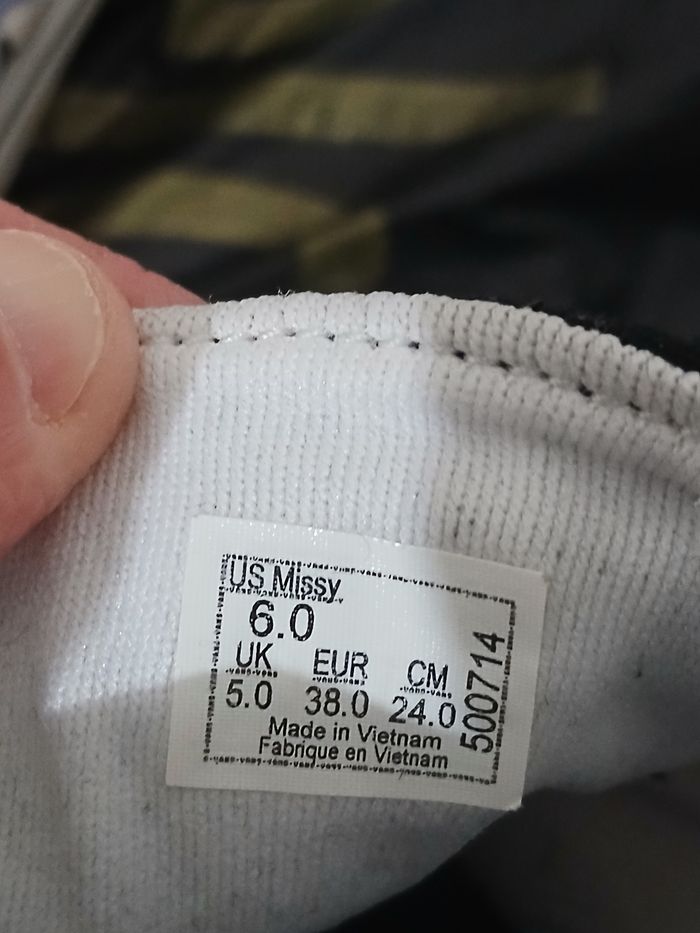 US Missy
6.0
UK EUR CM
5.0 38.0 24.0
Made in Vietnam
Fabrique en Vietnam
500714